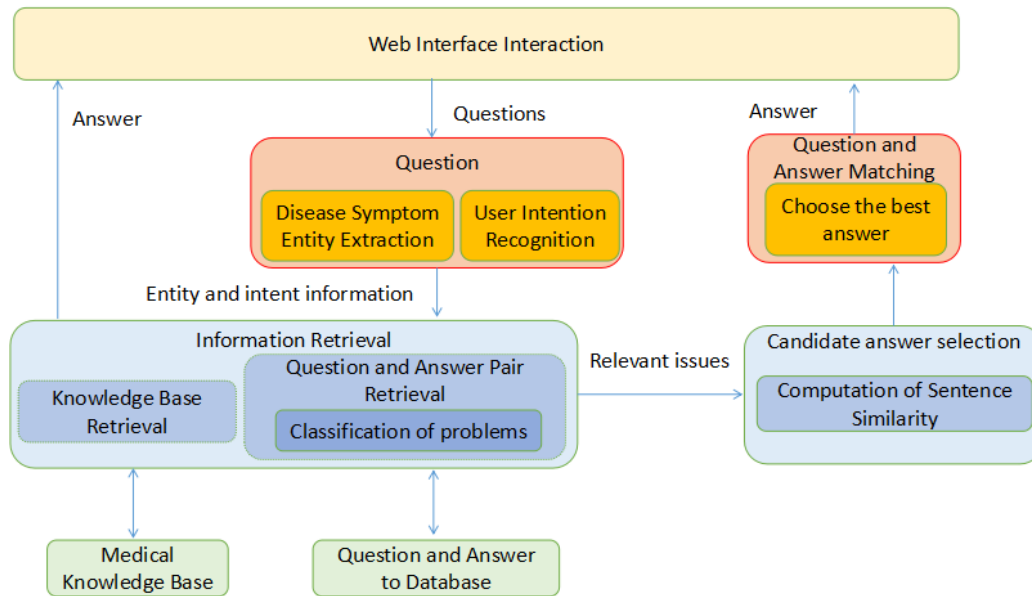 Web Interface Interaction
Answer
Questions
Answer
Question
Disease Symptom
Entity Extraction
User Intention
Recognition
Question and
Answer Matching
Choose the best
answer
Entity and intent information
Information Retrieval
Knowledge Base
Retrieval
Question and Answer Pair
Retrieval
Classification of problems
Relevant issues
Candidate answer selection
Computation of Sentence
Similarity
Medical
Knowledge Base
Question and Answer
to Database